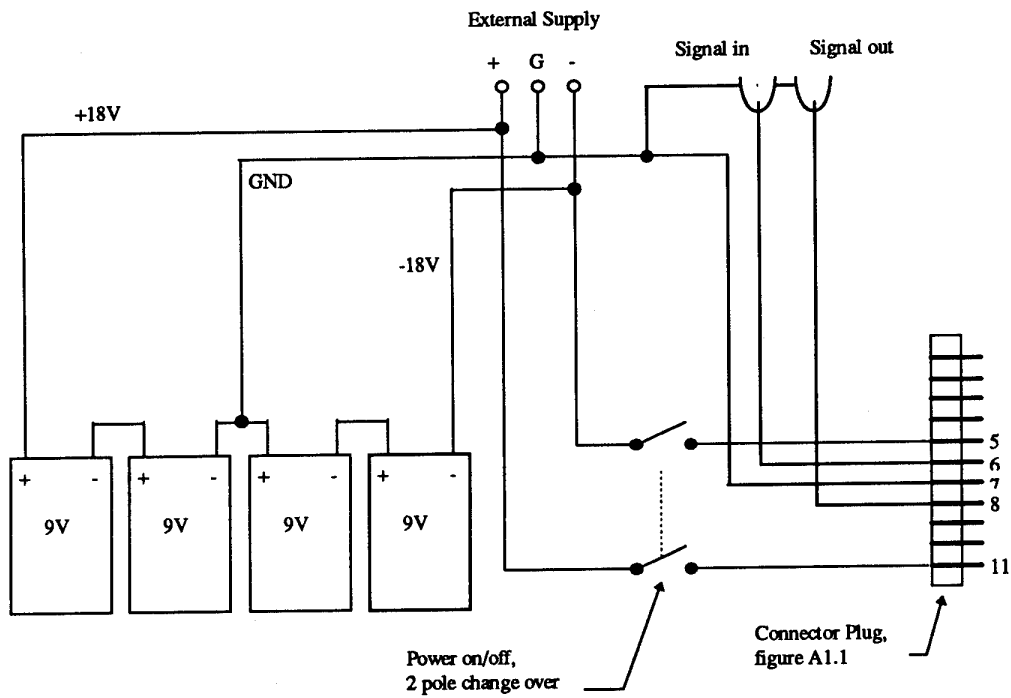 External Supply
Signal in
Signal out
+ G -
+18V
GND
-18V
+ - + - + - + -
9V 9V 9V 9V
5
6
7
8
11
Power on/off,
2 pole change over
Connector Plug,
figure A1.1